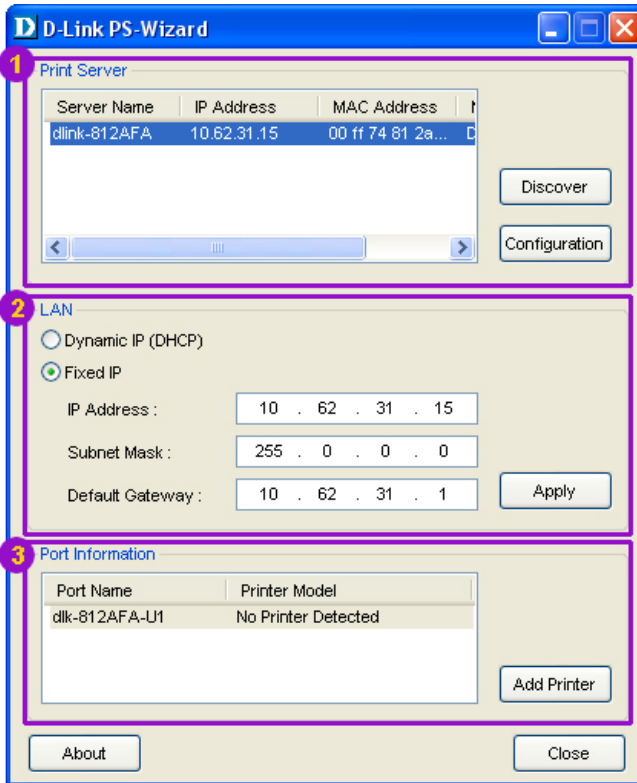 D D-Link PS-Wizard
1
Print Server
Server Name IP Address MAC Address
dlink-812AFA 10.62.31.15 00 ff 74 81 2a... D
Discover
Configuration
2
LAN
Dynamic IP (DHCP)
Fixed IP
IP Address : 10 . 62 . 31 . 15
Subnet Mask : 255 . 0 . 0 . 0
Default Gateway : 10 . 62 . 31 . 1
Apply
3
Port Information
Port Name Printer Model
dlk-812AFA-U1 No Printer Detected
Add Printer
About Close